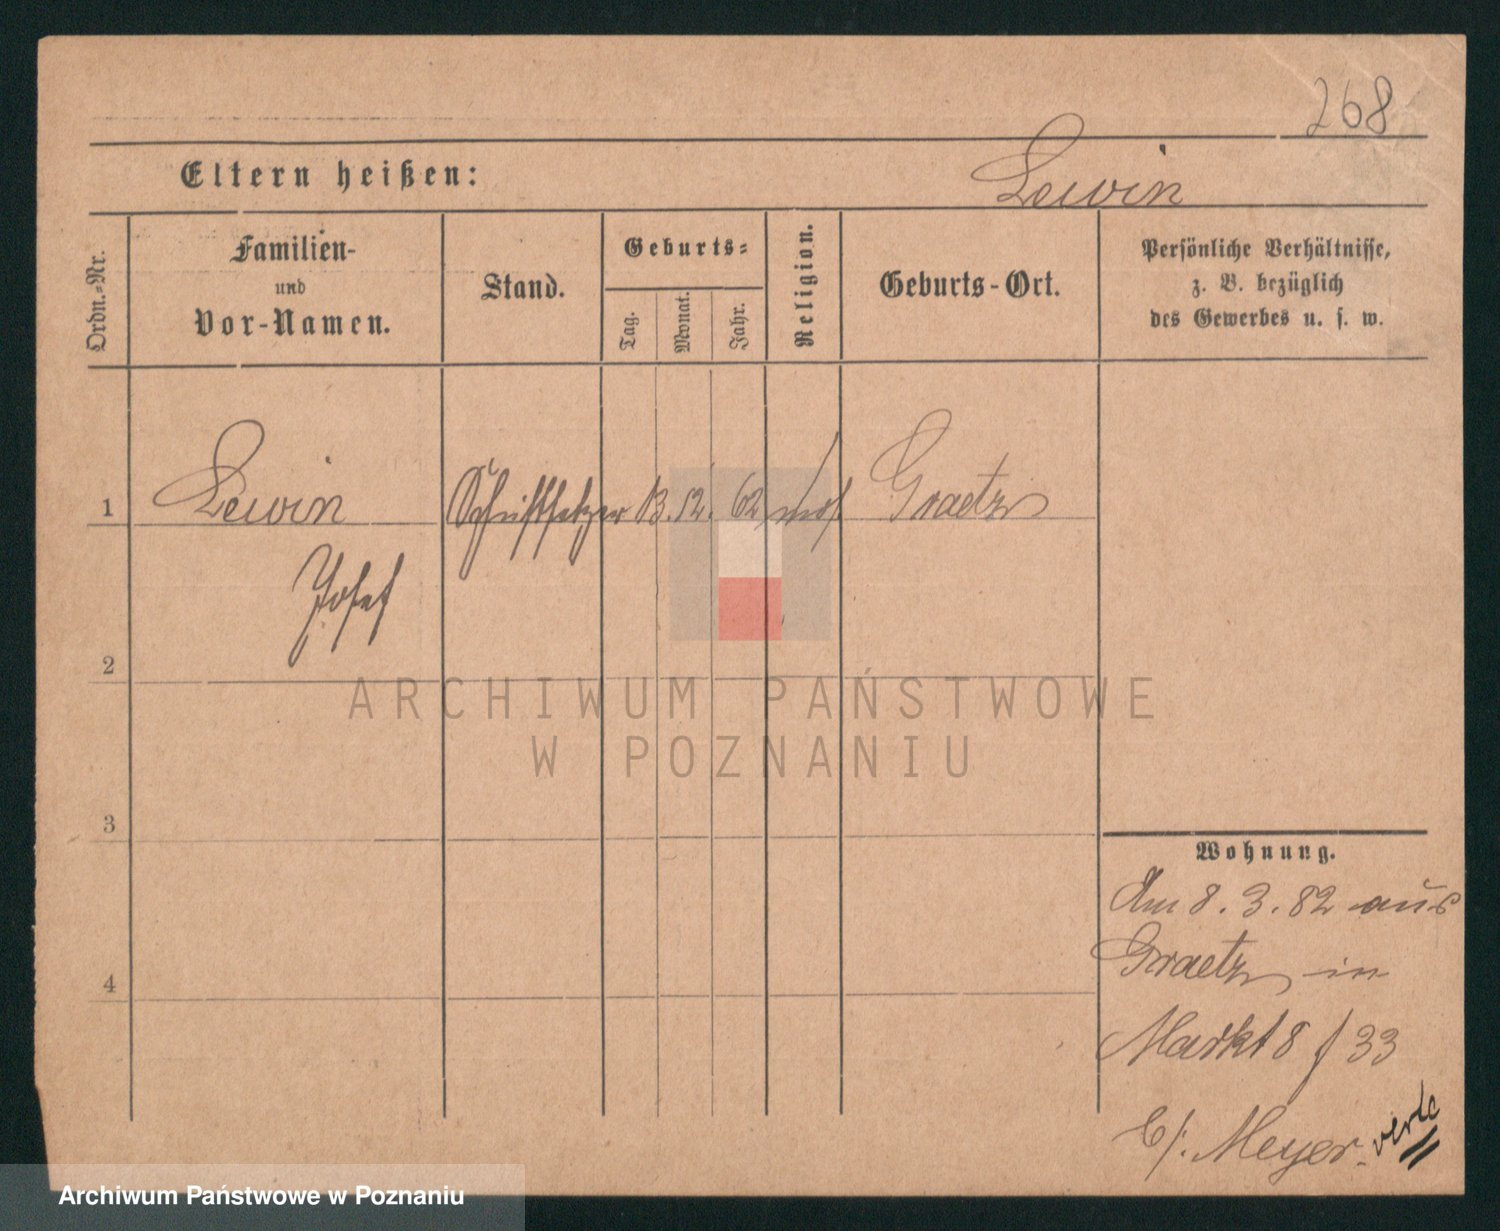 268
Eltern heißen: Lewin
Ordn.-Nr.
Familien-
und
Vor-Namen.
Stand.
Geburts-
Tag.
Monat.
Jahr.
Religion.
Geburts-Ort.
Persönliche Verhältnisse,
z. B. bezüglich
des Gewerbes u. s. w.
1 Lewin Schriftsetzer 13. 12. 62 mos. Graetz
Josef
2
ARCHIWUM PAŃSTWOWE
W POZNANIU
3
Wohnung.
Am 8. 3. 82 aus
Graetz in
Markt 8 / 33
b/. Meyer. verte
4
Archiwum Państwowe w Poznaniu